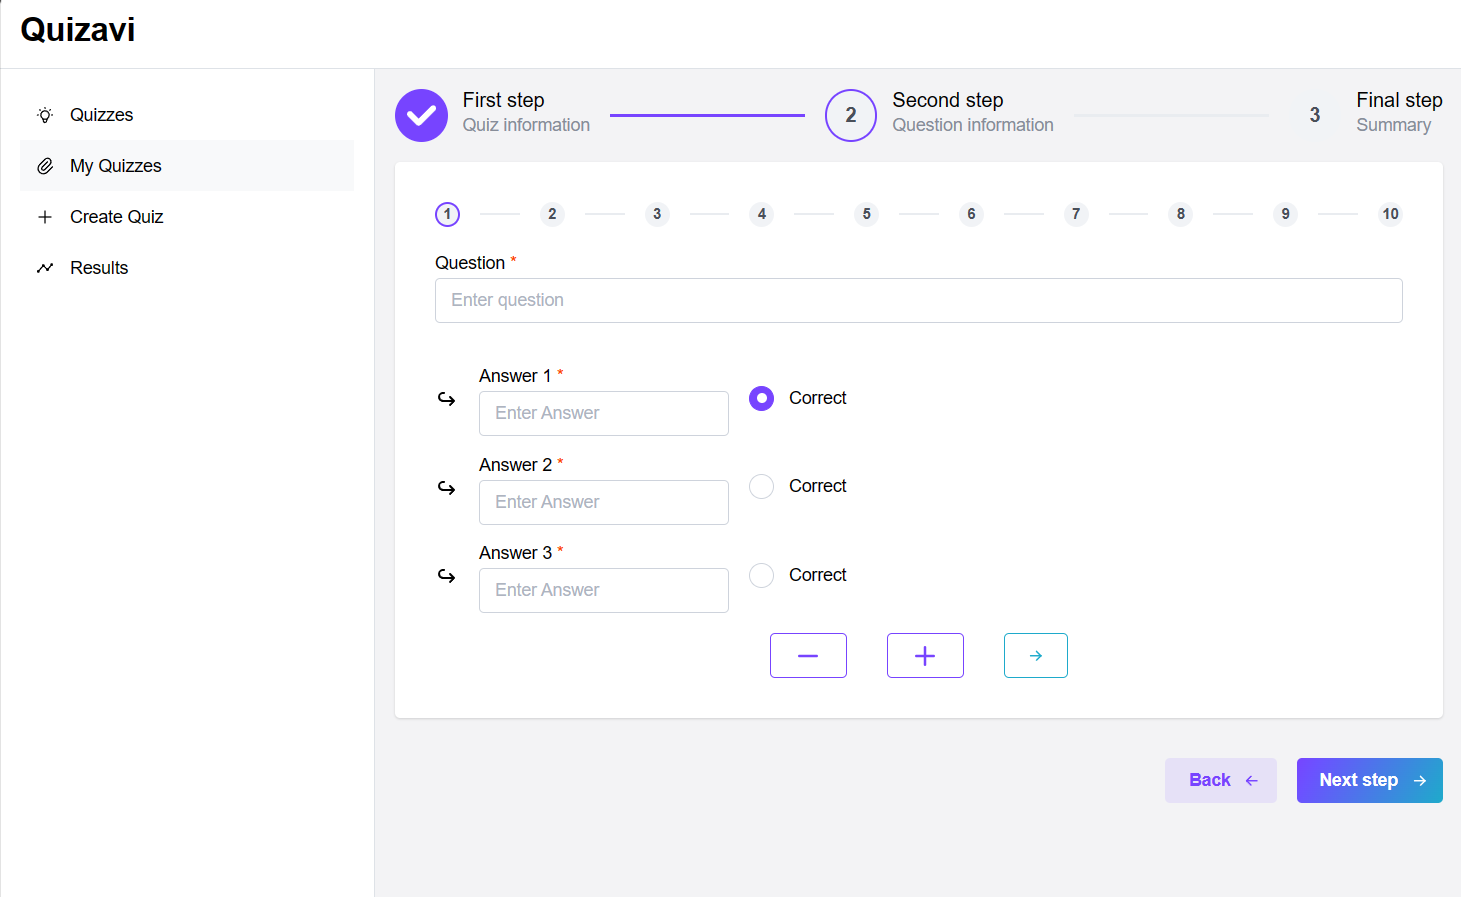 Quizavi
Quizzes
My Quizzes
Create Quiz
Results
First step
Quiz information
2
Second step
Question information
3
Final step
Summary
1 2 3 4 5 6 7 8 9 10
Question *
Enter question
Answer 1 *
Enter Answer
Correct
Answer 2 *
Enter Answer
Correct
Answer 3 *
Enter Answer
Correct
Back
Next step